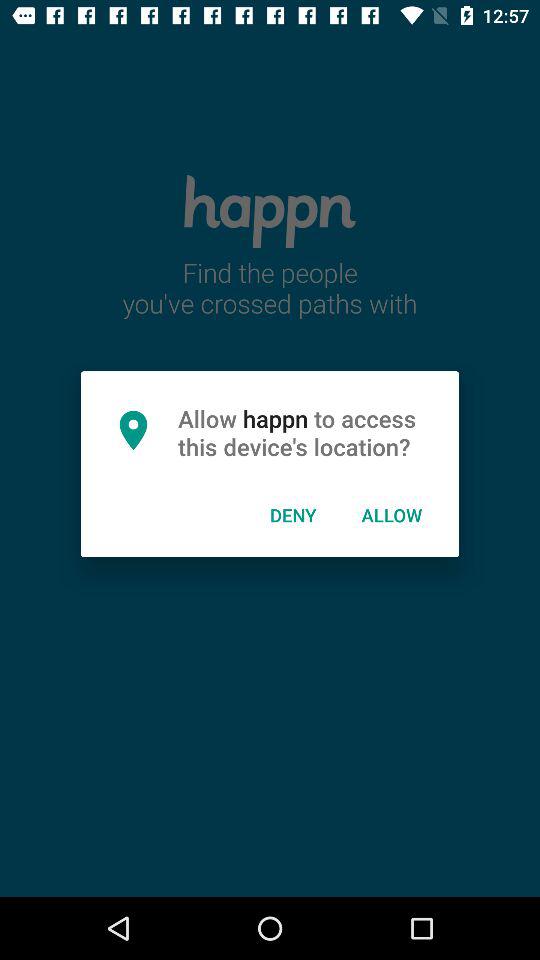 12:57
happn
Find the people
you've crossed paths with
Allow happn to access
this device's location?
DENY ALLOW